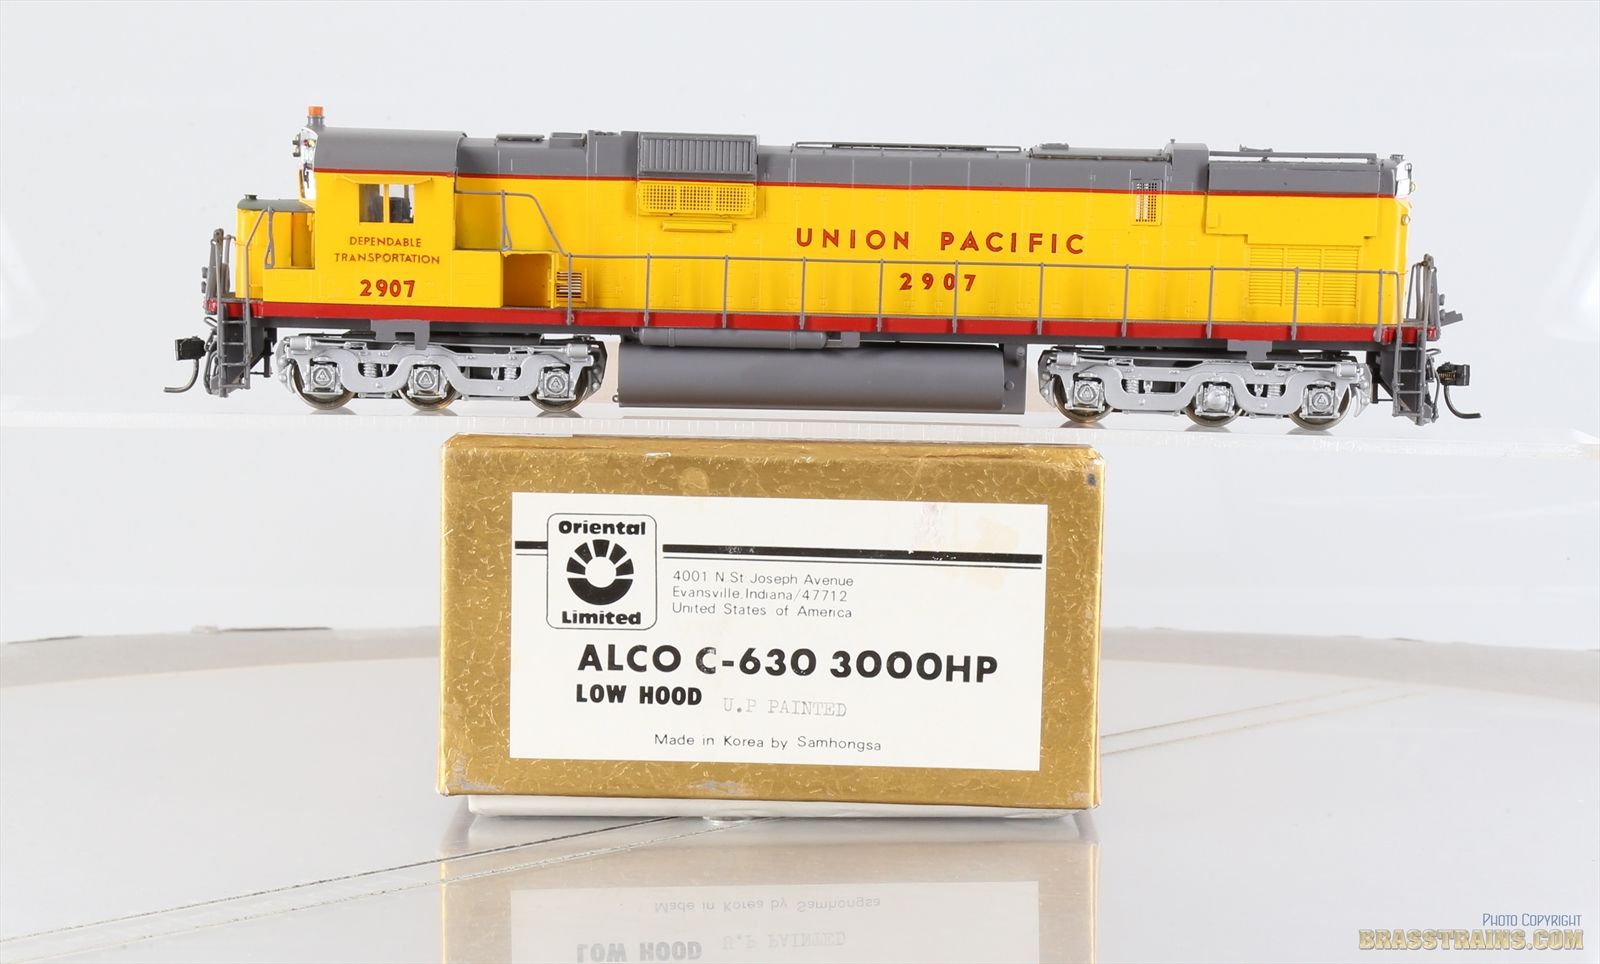 DEPENDABLE
TRANSPORTATION
2907
UNION PACIFIC
2907
Oriental
Limited
4001 N. St. Joseph Avenue
Evansville, Indiana/47712
United States of America
ALCO C-630 3000HP
LOW HOOD U.P PAINTED
Made in Korea by Samhongsa
PHOTO COPYRIGHT
BRASSTRAINS.COM